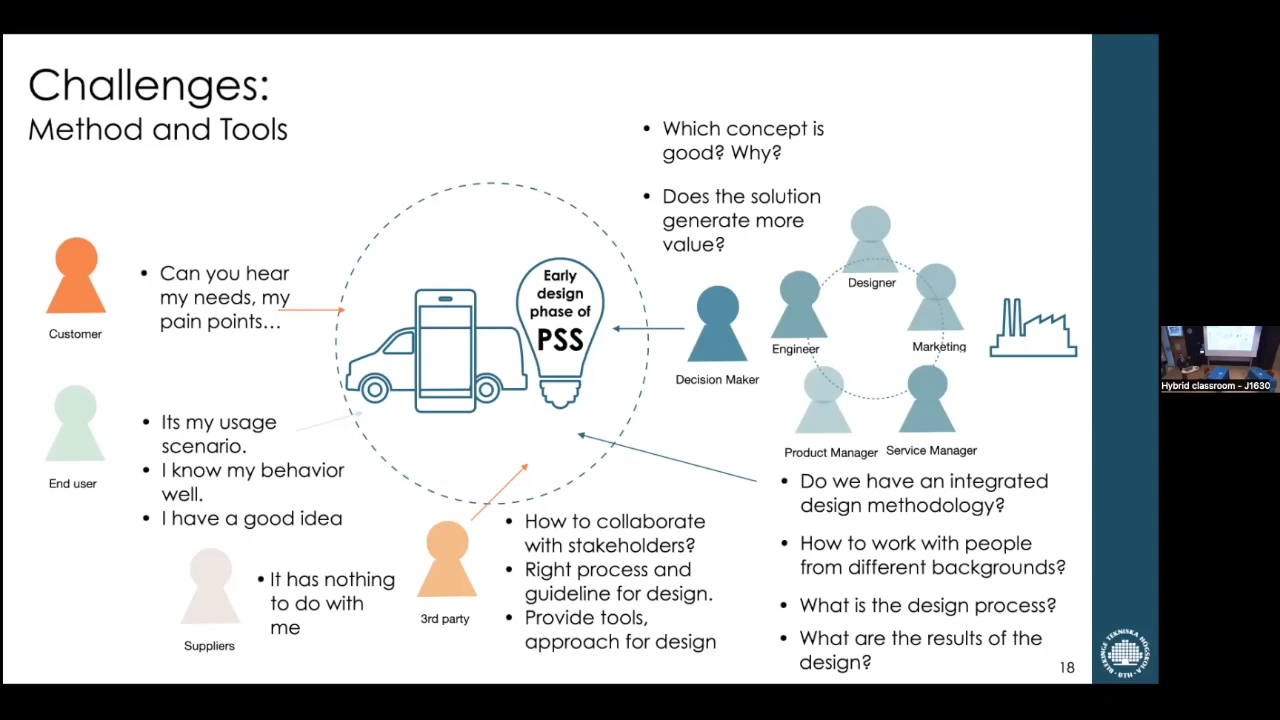 Challenges:
Method and Tools
• Which concept is
good? Why?
• Does the solution
generate more
value?
• Can you hear
my needs, my
pain points...
Customer
Early
design
phase of
PSS
Decision Maker
Designer
Engineer
Marketing
Product Manager
Service Manager
• Its my usage
scenario.
• I know my behavior
well.
• I have a good idea
End user
• It has nothing
to do with
me
Suppliers
3rd party
• How to collaborate
with stakeholders?
• Right process and
guideline for design.
• Provide tools,
approach for design
• Do we have an integrated
design methodology?
• How to work with people
from different backgrounds?
• What is the design process?
• What are the results of the
design?
18
BLEKINGE TEKNISKA HÖGSKOLA
BTH
Hybrid classroom - J1630